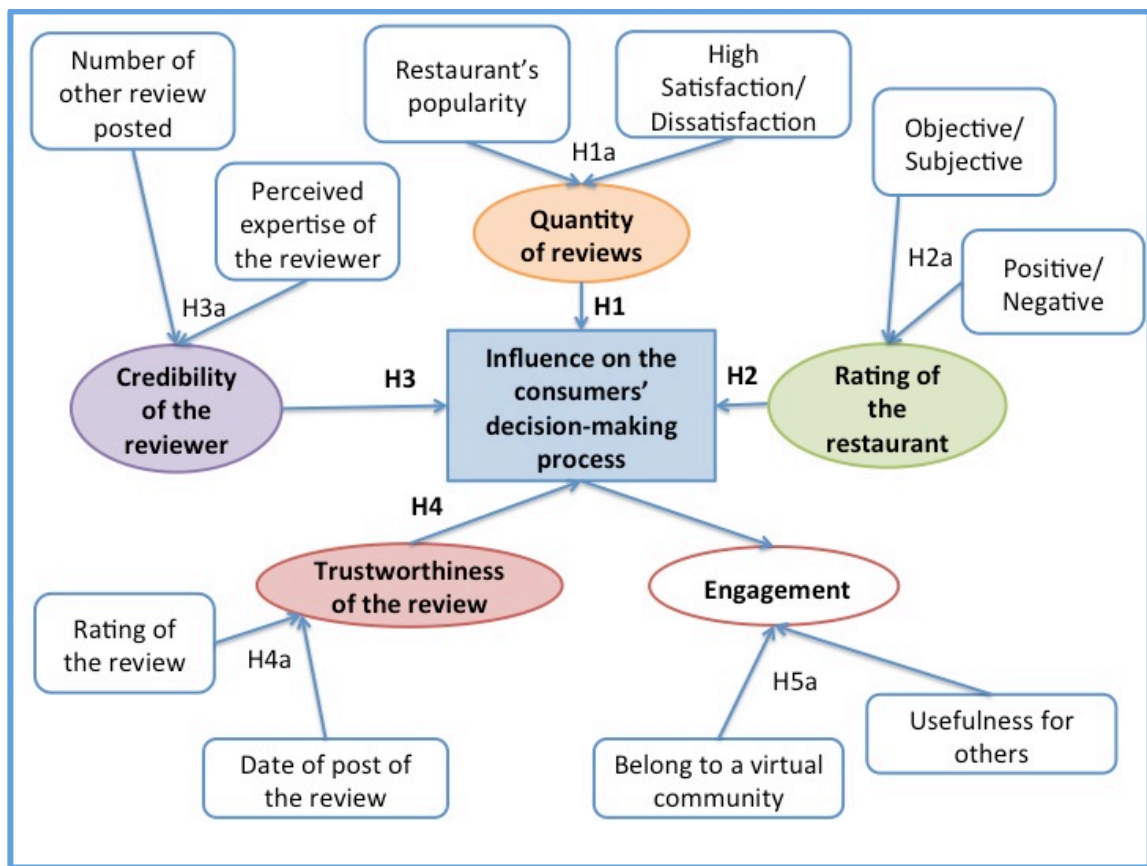 Number of
other review
posted
Restaurant's
popularity
High
Satisfaction/
Dissatisfaction
Objective/
Subjective
H1a
Perceived
expertise of
the reviewer
Quantity
of reviews
H2a
Positive/
Negative
H3a
H1
Credibility
of the
reviewer
H3
Influence on the
consumers'
decision-making
process
H2
Rating of
the
restaurant
H4
Trustworthiness
of the review
Engagement
Rating of
the review
H4a
H5a
Usefulness for
others
Date of post of
the review
Belong to a virtual
community